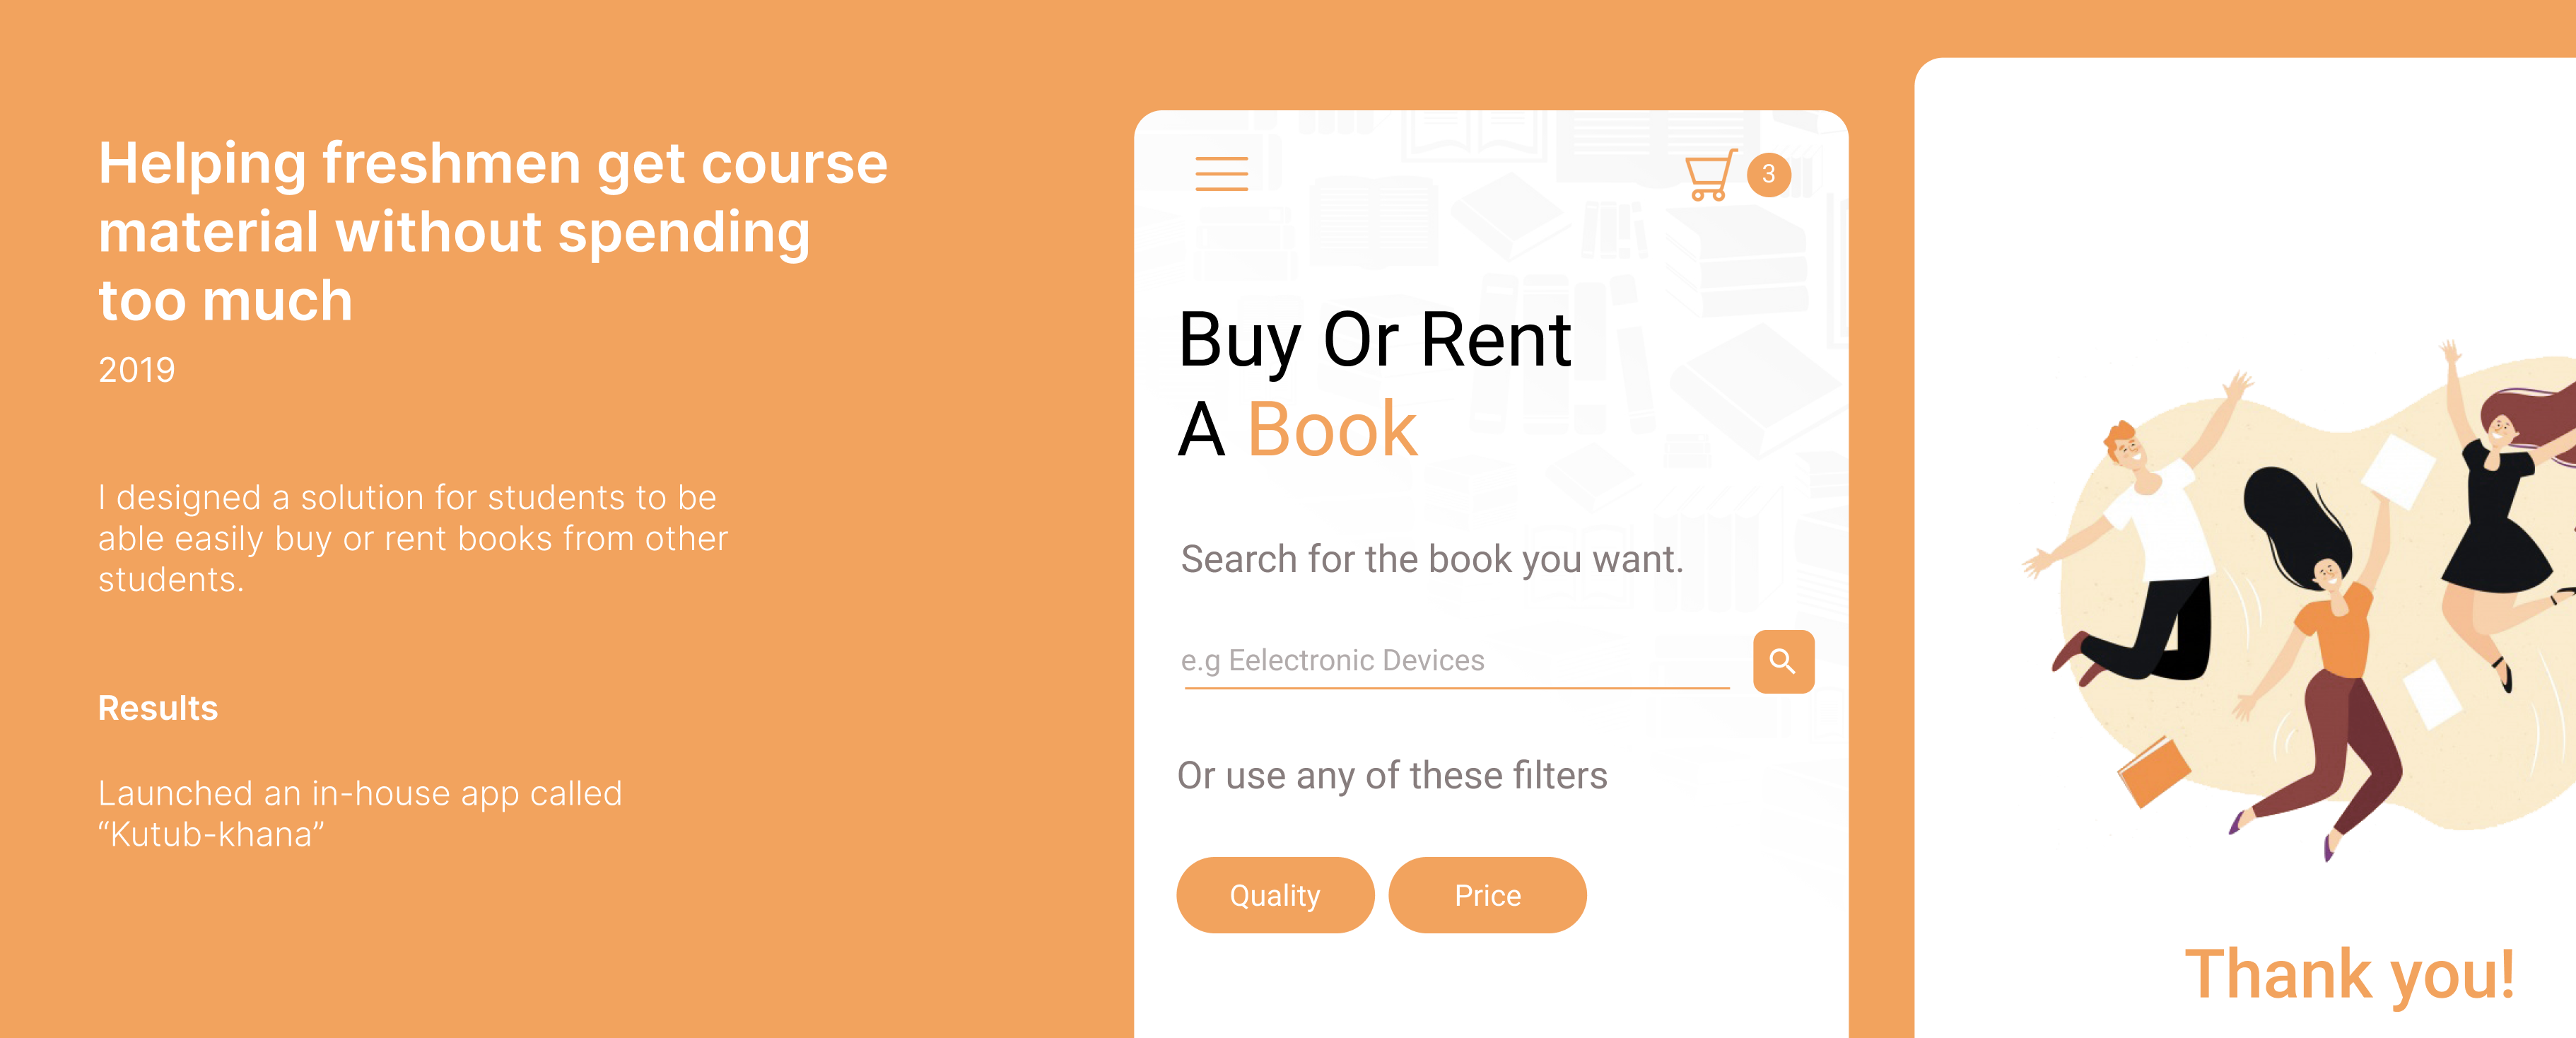 Helping freshmen get course
material without spending
too much
2019
I designed a solution for students to be
able easily buy or rent books from other
students.
Results
Launched an in-house app called
“Kutub-khana”
3
Buy Or Rent
A Book
Search for the book you want.
e.g Eelectronic Devices
Or use any of these filters
Quality
Price
Thank you!